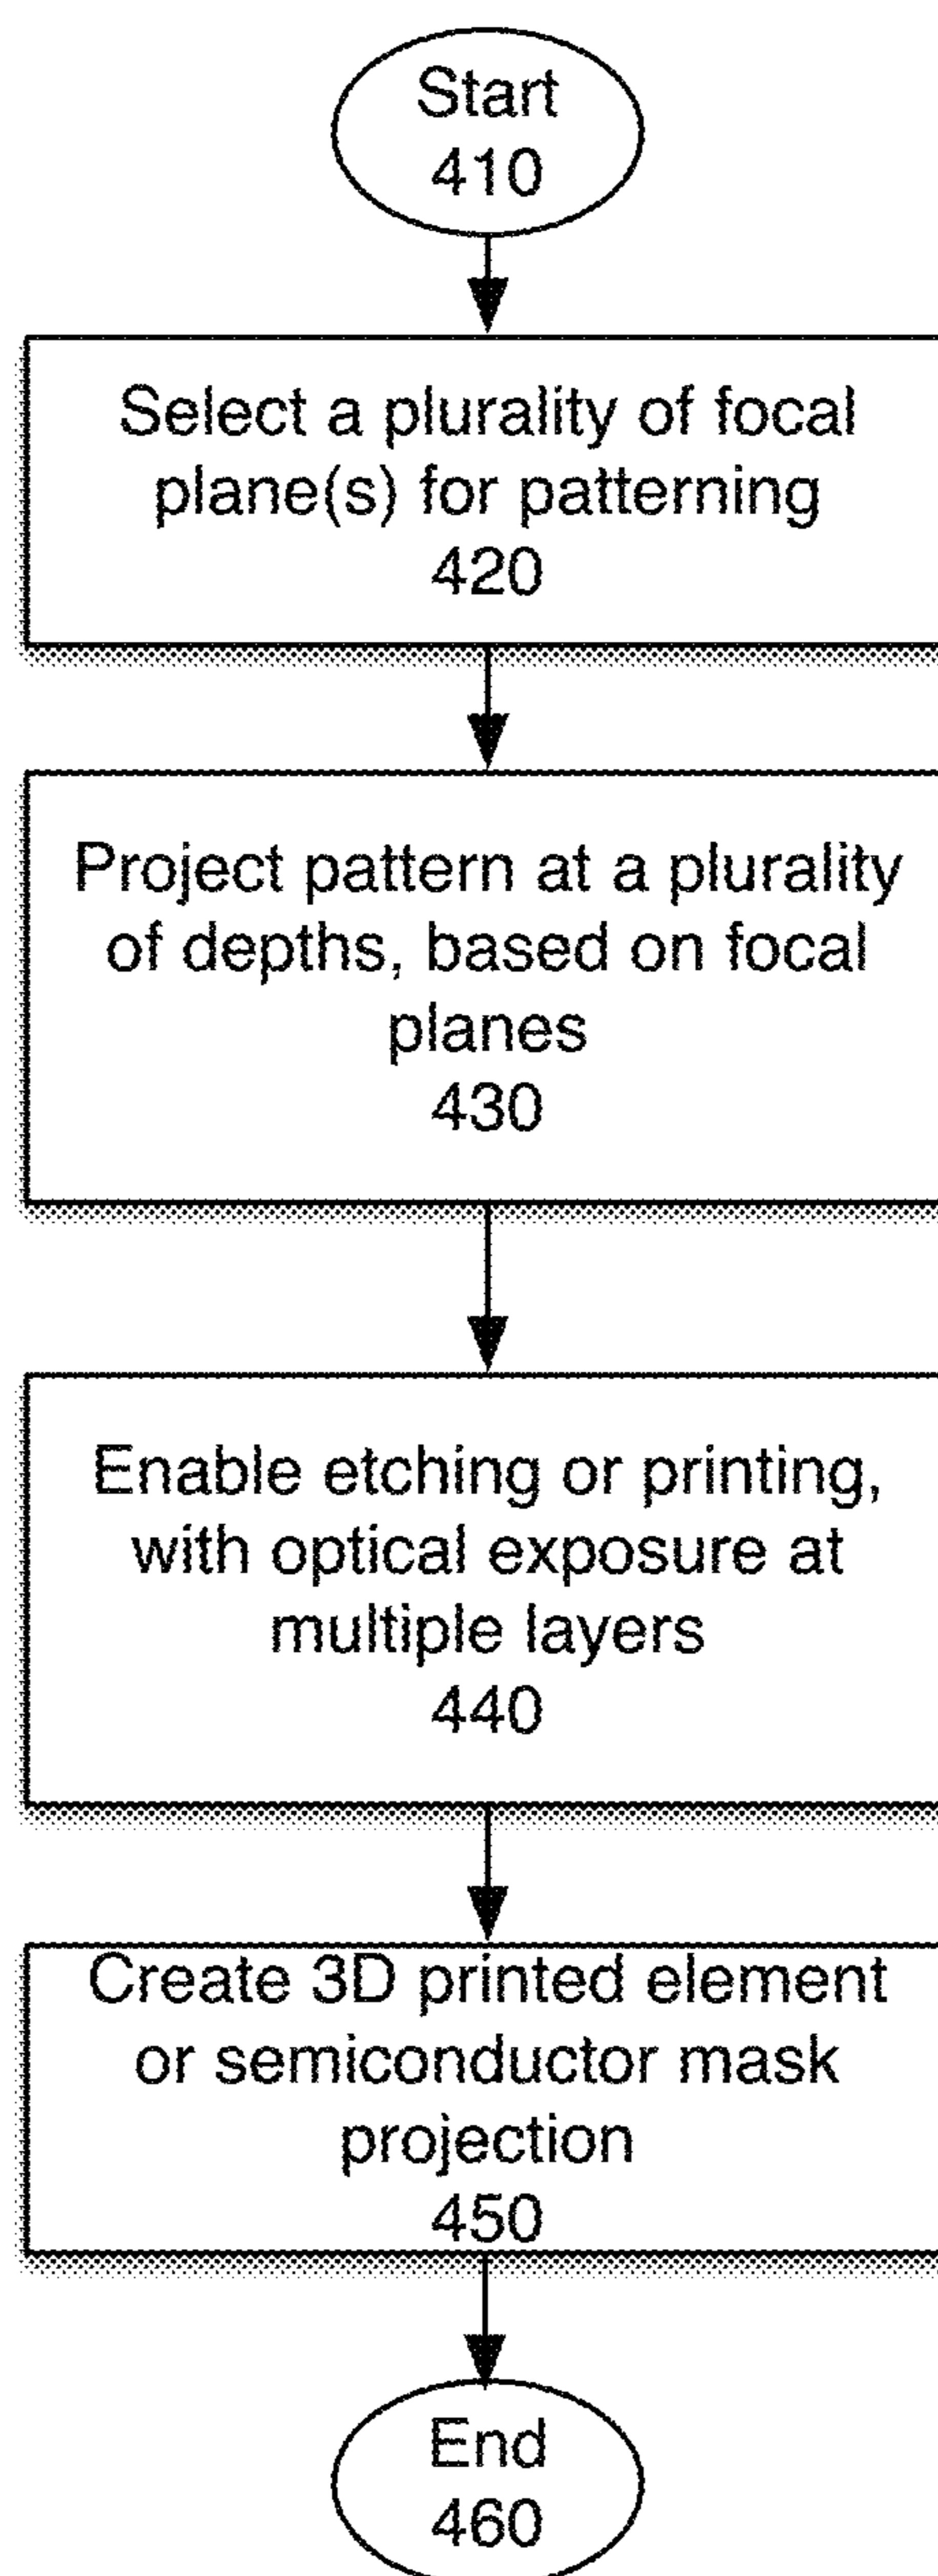 Start
410
Select a plurality of focal
plane(s) for patterning
420
Project pattern at a plurality
of depths, based on focal
planes
430
Enable etching or printing,
with optical exposure at
multiple layers
440
Create 3D printed element
or semiconductor mask
projection
450
End
460